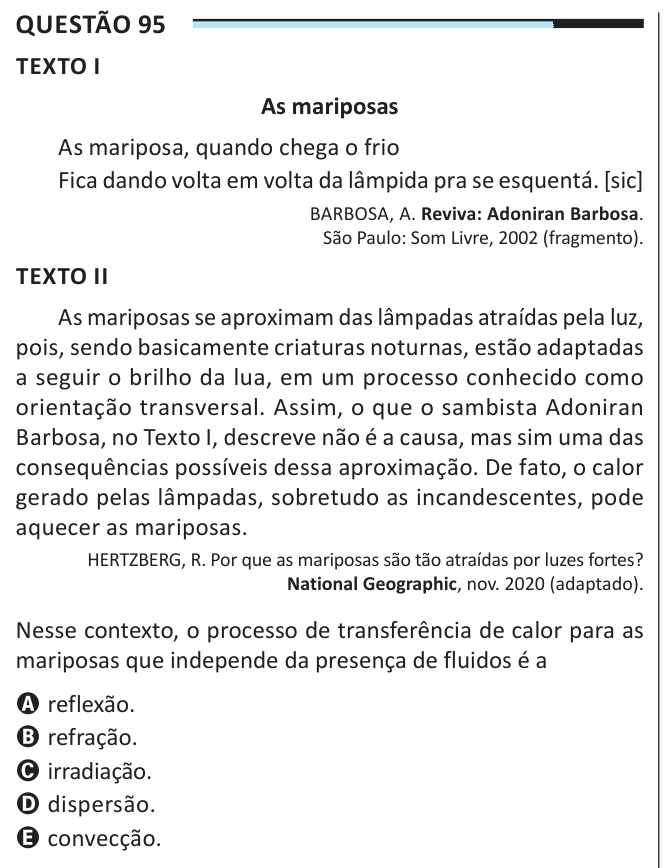 QUESTÃO 95
TEXTO I
As mariposas
As mariposa, quando chega o frio
Fica dando volta em volta da lâmpida pra se esquentá. [sic]
BARBOSA, A. Reviva: Adoniran Barbosa.
São Paulo: Som Livre, 2002 (fragmento).
TEXTO II
As mariposas se aproximam das lâmpadas atraídas pela luz,
pois, sendo basicamente criaturas noturnas, estão adaptadas
a seguir o brilho da lua, em um processo conhecido como
orientação transversal. Assim, o que o sambista Adoniran
Barbosa, no Texto I, descreve não é a causa, mas sim uma das
consequências possíveis dessa aproximação. De fato, o calor
gerado pelas lâmpadas, sobretudo as incandescentes, pode
aquecer as mariposas.
HERTZBERG, R. Por que as mariposas são tão atraídas por luzes fortes?
National Geographic, nov. 2020 (adaptado).
Nesse contexto, o processo de transferência de calor para as
mariposas que independe da presença de fluidos é a
A reflexão.
B refração.
C irradiação.
D dispersão.
E convecção.